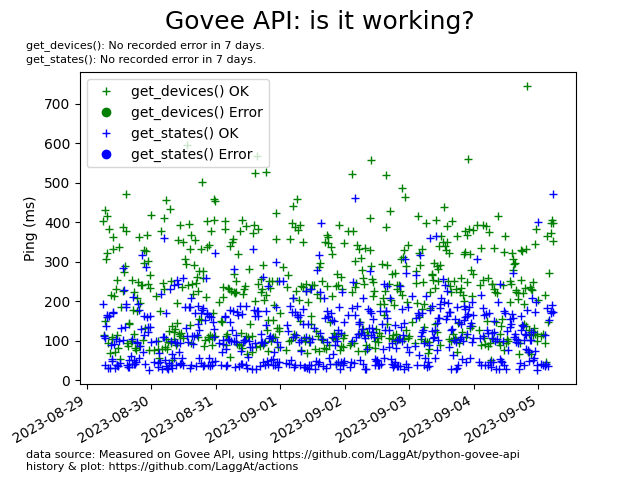 Govee API: is it working?
get_devices(): No recorded error in 7 days.
get_states(): No recorded error in 7 days.
get_devices() OK
get_devices() Error
get_states() OK
get_states() Error
Ping (ms)
700
600
500
400
300
200
100
0
2023-08-29
2023-08-30
2023-08-31
2023-09-01
2023-09-02
2023-09-03
2023-09-04
2023-09-05
data source: Measured on Govee API, using https://github.com/LaggAt/python-govee-api
history & plot: https://github.com/LaggAt/actions